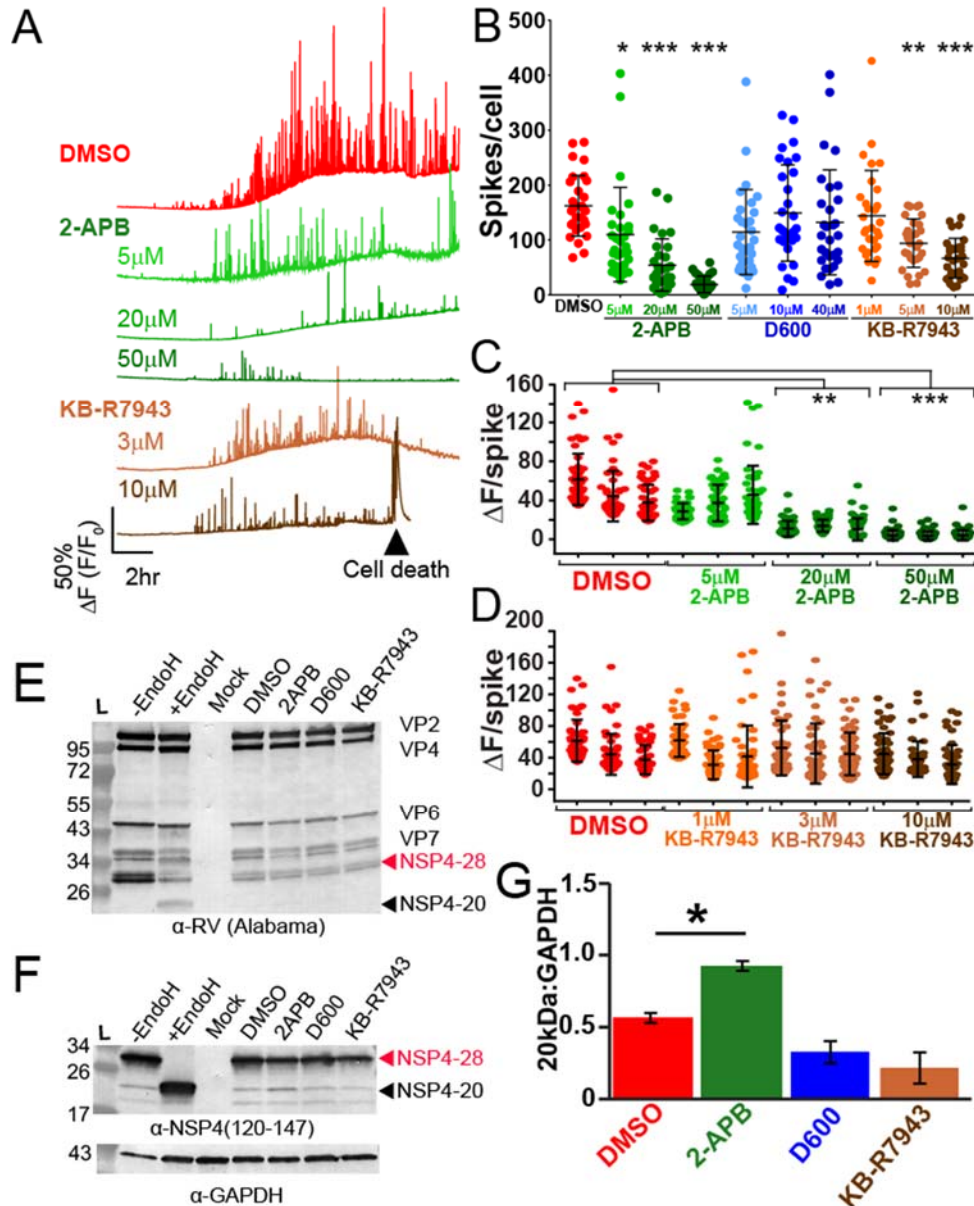 A
DMSO
2-APB
5μM
20μM
50μM
KB-R7943
3μM
10μM
50%
ΔF (F/F0)
2hr
Cell death
B
Spikes/cell
500
400
300
200
100
0
* *** *** ** ***
DMSO 5μM 20μM 50μM 5μM 10μM 40μM 1μM 5μM 10μM
2-APB D600 KB-R7943
C
ΔF/spike
160
120
80
40
0
** ***
DMSO 5μM 20μM 50μM
2-APB 2-APB 2-APB
D
ΔF/spike
200
160
120
80
40
0
DMSO 1μM 3μM 10μM
KB-R7943 KB-R7943 KB-R7943
E
L -EndoH +EndoH Mock DMSO 2APB D600 KB-R7943
95
72
55
43
34
26
VP2
VP4
VP6
VP7
NSP4-28
NSP4-20
α-RV (Alabama)
F
L -EndoH +EndoH Mock DMSO 2APB D600 KB-R7943
34
26
17
NSP4-28
NSP4-20
α-NSP4(120-147)
43
α-GAPDH
G
20kDa:GAPDH
1.5
1.0
0.5
0
*
DMSO 2-APB D600 KB-R7943